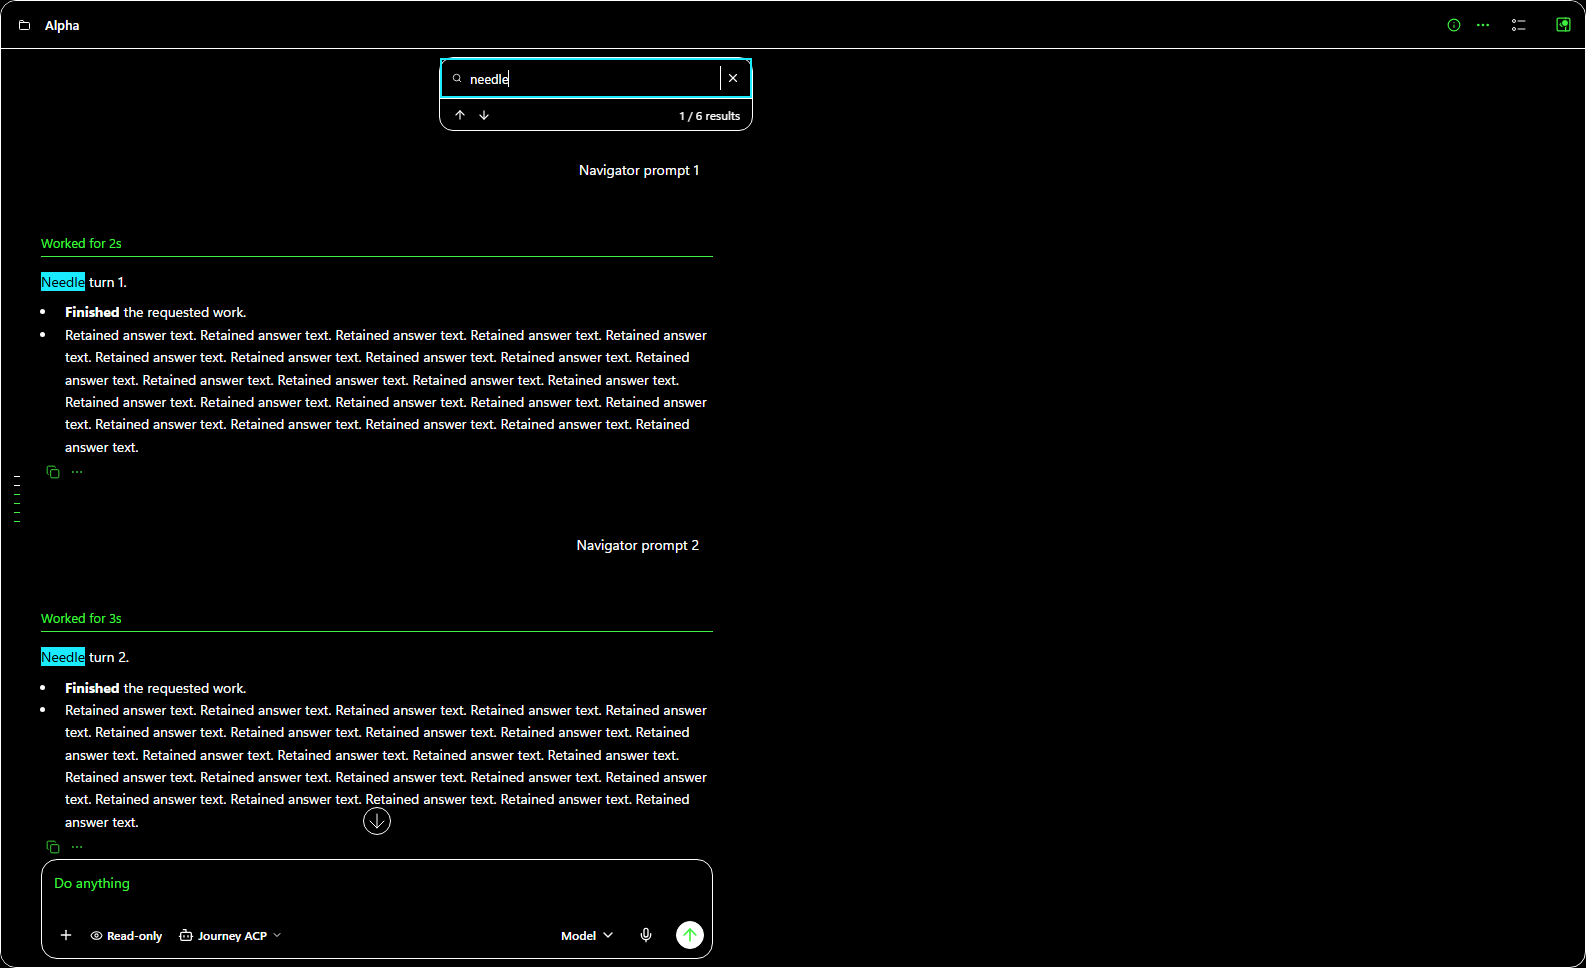 Alpha
needle
1 / 6 results
Navigator prompt 1
Worked for 2s
Needle turn 1.
Finished the requested work.
Retained answer text. Retained answer text. Retained answer text. Retained answer text. Retained answer
text. Retained answer text. Retained answer text. Retained answer text. Retained answer text. Retained
answer text. Retained answer text. Retained answer text. Retained answer text. Retained answer text.
Retained answer text. Retained answer text. Retained answer text. Retained answer text. Retained answer
text. Retained answer text. Retained answer text. Retained answer text. Retained answer text. Retained
answer text.
Navigator prompt 2
Worked for 3s
Needle turn 2.
Finished the requested work.
Retained answer text. Retained answer text. Retained answer text. Retained answer text. Retained answer
text. Retained answer text. Retained answer text. Retained answer text. Retained answer text. Retained
answer text. Retained answer text. Retained answer text. Retained answer text. Retained answer text.
Retained answer text. Retained answer text. Retained answer text. Retained answer text. Retained answer
text. Retained answer text. Retained answer text. Retained answer text. Retained answer text. Retained
answer text.
Do anything
Read-only Journey ACP Model